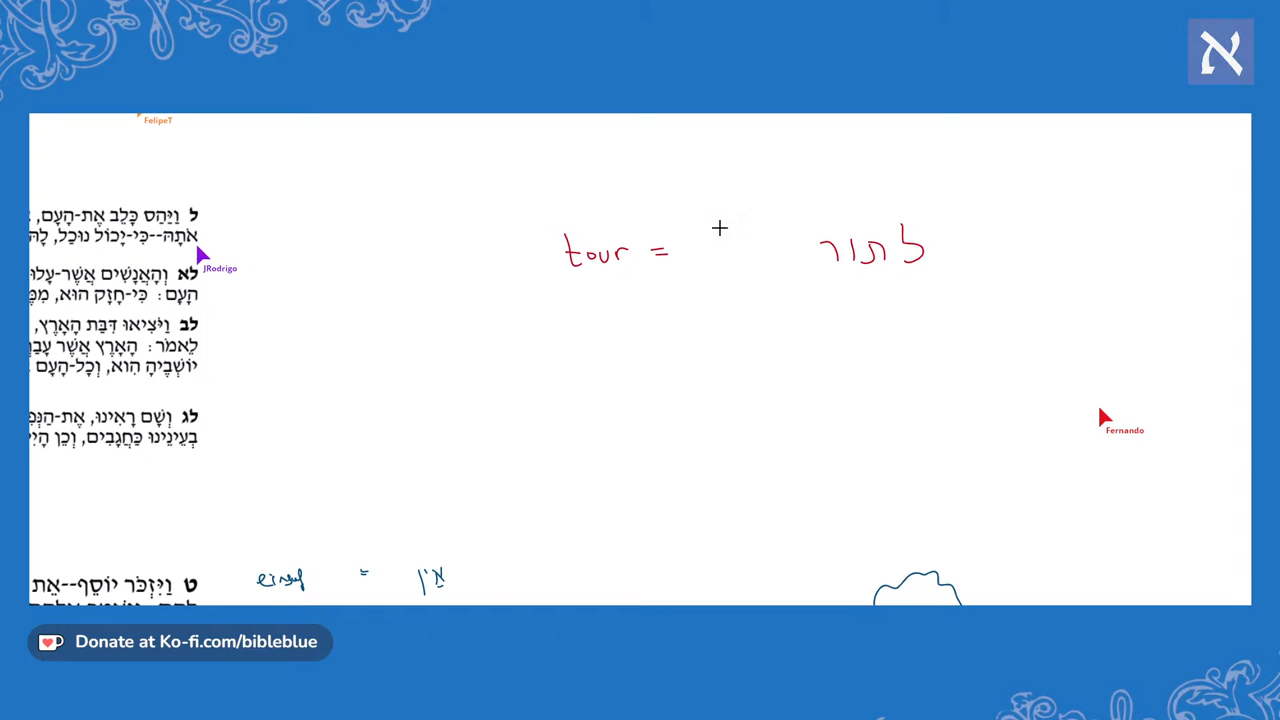 א
FelipeT
ל וַיַּהַס כָּלֵב אֶת-הָעָם,
אֹתָהּ--כִּי-יָכוֹל נוּכַל, לָהּ
JRodrigo
לא וְהָאֲנָשִׁים אֲשֶׁר-עָלוּ
הָעָם: כִּי-חָזָק הוּא,
לב וַיֹּצִיאוּ דִּבַּת הָאָרֶץ,
לֵאמֹר: הָאָרֶץ אֲשֶׁר
יוֹשְׁבֶיהָ הִוא, וְכָל-הָעָם
לג וְשָׁם רָאִינוּ,
בְעֵינֵינוּ כַּחֲגָבִים, וְכֵן
tour = לתור
Fernando
= אין
ט וַיִּזְכֹּר יוֹסֵף--אֵת
Donate at Ko-fi.com/bibleblue